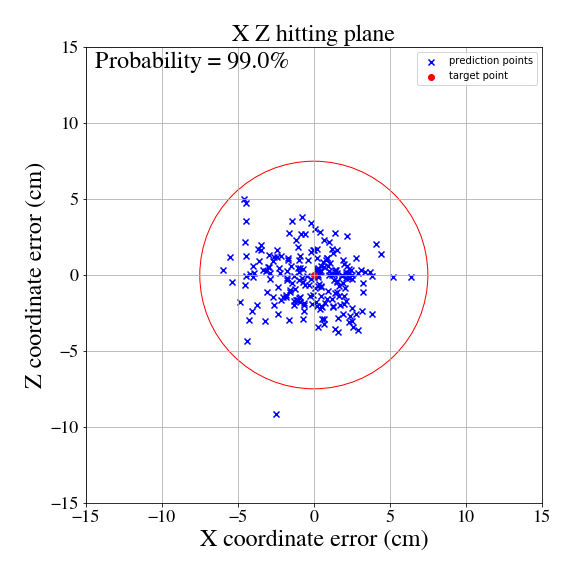 X Z hitting plane
Probability = 99.0%
prediction points
target point
15
10
5
0
−5
−10
−15
Z coordinate error (cm)
−15
−10
−5
0
5
10
15
X coordinate error (cm)